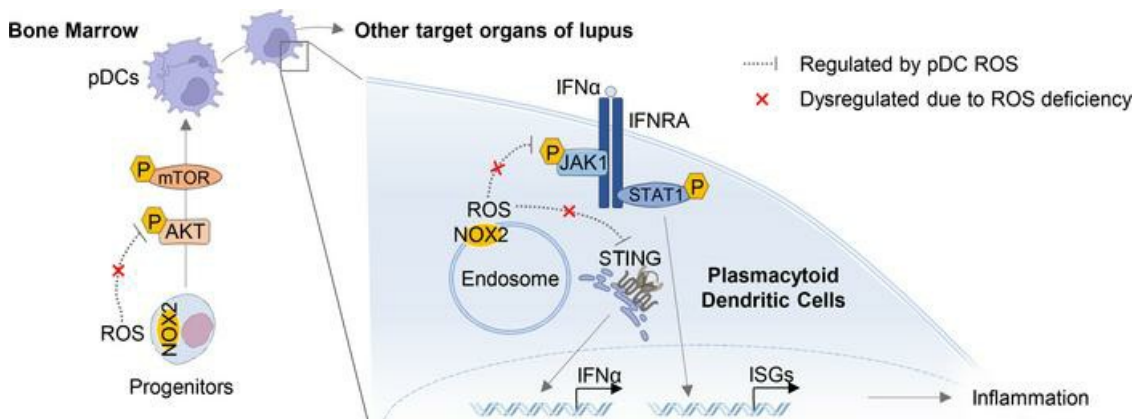 Bone Marrow
Other target organs of lupus
pDCs
Regulated by pDC ROS
Dysregulated due to ROS deficiency
IFNα
IFNRA
P
JAK1
STAT1
P
P
mTOR
P
AKT
ROS
NOX2
Endosome
STING
Plasmacytoid
Dendritic Cells
ROS
NOX2
Progenitors
IFNα
ISGs
Inflammation